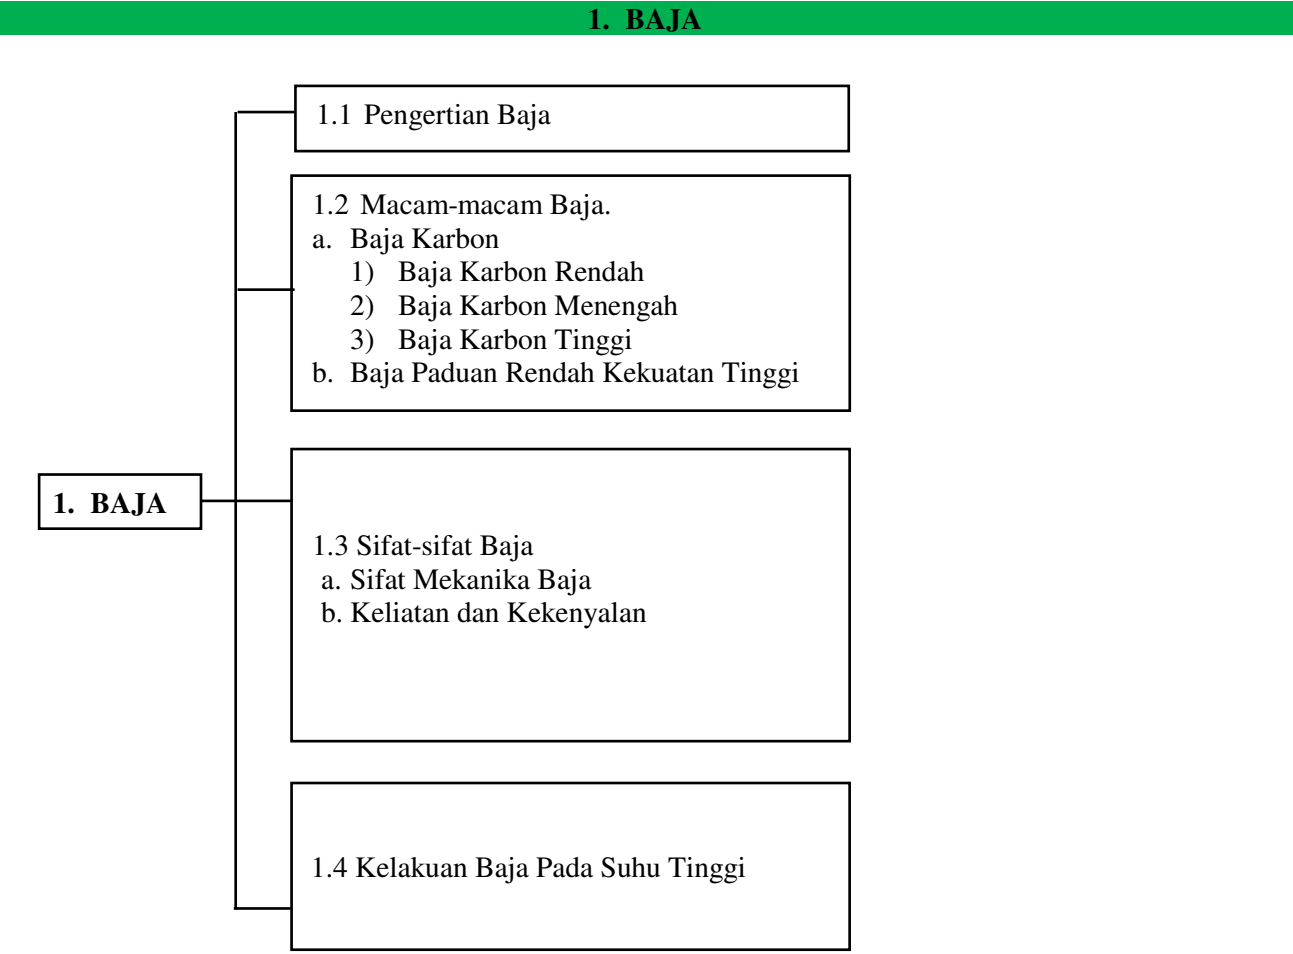 1. BAJA
1.1 Pengertian Baja
1.2 Macam-macam Baja.
a. Baja Karbon
1) Baja Karbon Rendah
2) Baja Karbon Menengah
3) Baja Karbon Tinggi
b. Baja Paduan Rendah Kekuatan Tinggi
1. BAJA
1.3 Sifat-sifat Baja
a. Sifat Mekanika Baja
b. Keliatan dan Kekenyalan
1.4 Kelakuan Baja Pada Suhu Tinggi